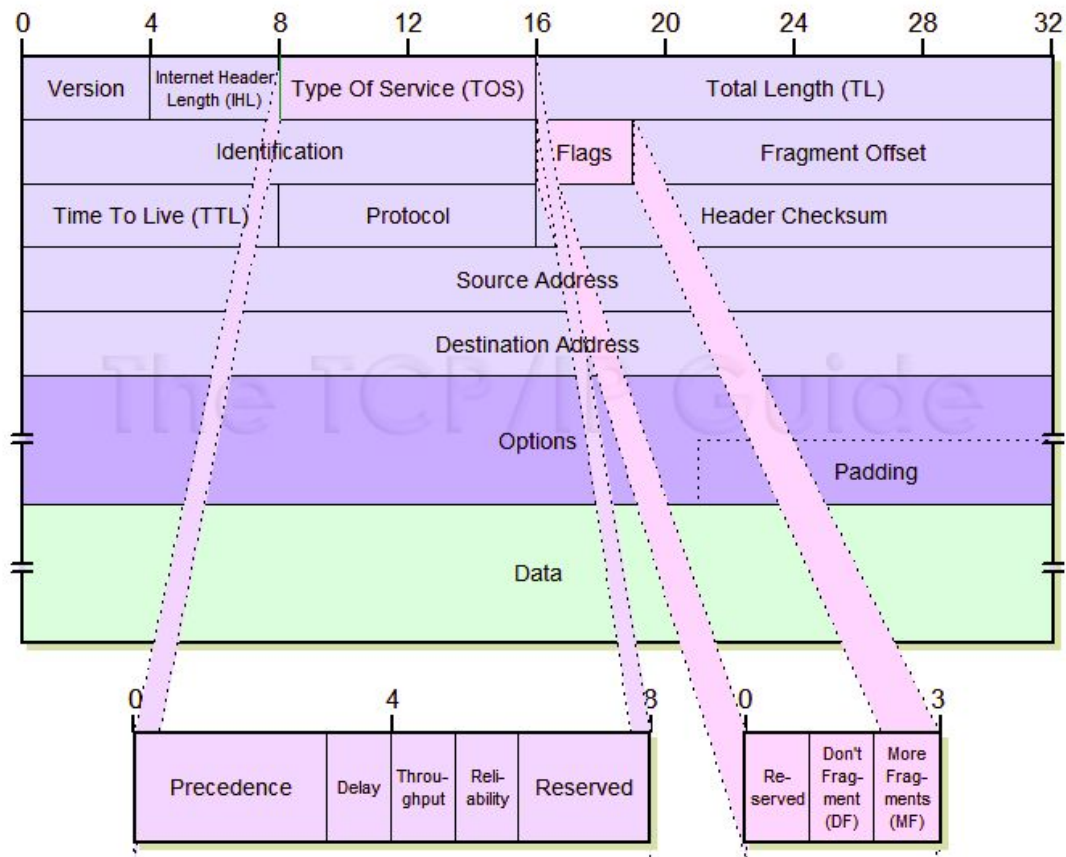 0 4 8 12 16 20 24 28 32
Version
Internet Header
Length (IHL)
Type Of Service (TOS)
Total Length (TL)
Identification
Flags
Fragment Offset
Time To Live (TTL)
Protocol
Header Checksum
Source Address
Destination Address
The TCP/IP Guide
Options
Padding
Data
0 4 8
Precedence
Delay
Throu-
ghput
Reli-
ability
Reserved
0 3
Re-
served
Don't
Frag-
ment
(DF)
More
Frag-
ments
(MF)